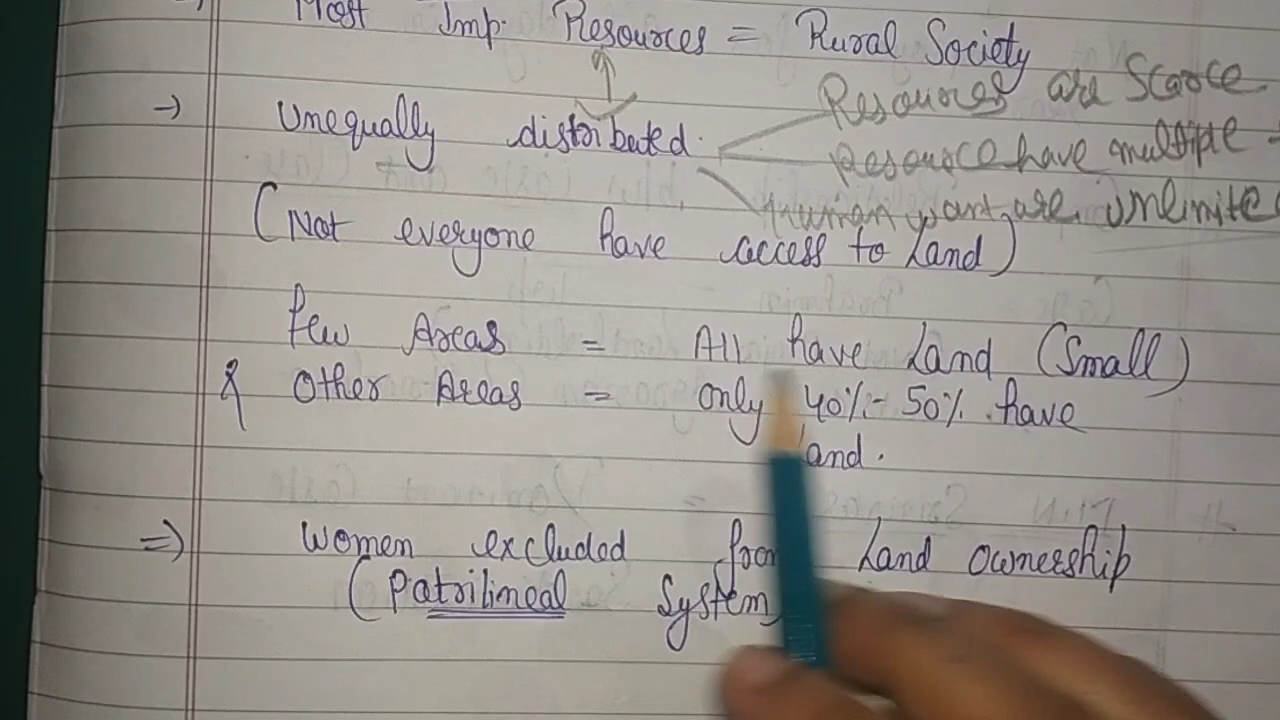 Most Imp. Resources = Rural Society
Resources are Scarce
→ Unequally distributed.
Resource have multiple
Human want are unlimite
(Not everyone have access to Land)
Few Areas = All have Land (Small)
& Other Areas = only 40%- 50% have
Land.
⇒ Women excluded from Land ownership
(Patrilineal System)